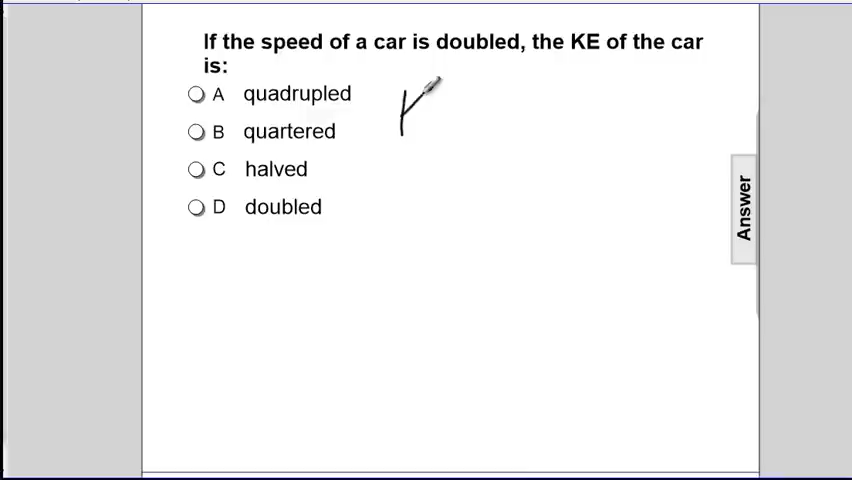 If the speed of a car is doubled, the KE of the car
is:
A quadrupled
B quartered
C halved
D doubled
Answer